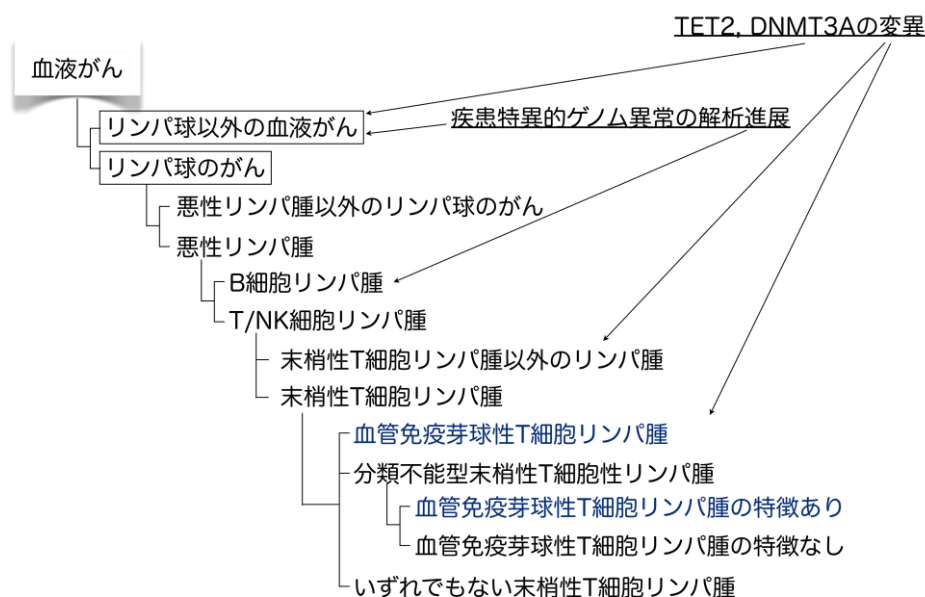 TET2, DNMT3Aの変異
血液がん
リンパ球以外の血液がん
疾患特異的ゲノム異常の解析進展
リンパ球のがん
悪性リンパ腫以外のリンパ球のがん
悪性リンパ腫
B細胞リンパ腫
T/NK細胞リンパ腫
末梢性T細胞リンパ腫以外のリンパ腫
末梢性T細胞リンパ腫
血管免疫芽球性T細胞リンパ腫
分類不能型末梢性T細胞性リンパ腫
血管免疫芽球性T細胞リンパ腫の特徴あり
血管免疫芽球性T細胞リンパ腫の特徴なし
いずれでもない末梢性T細胞リンパ腫